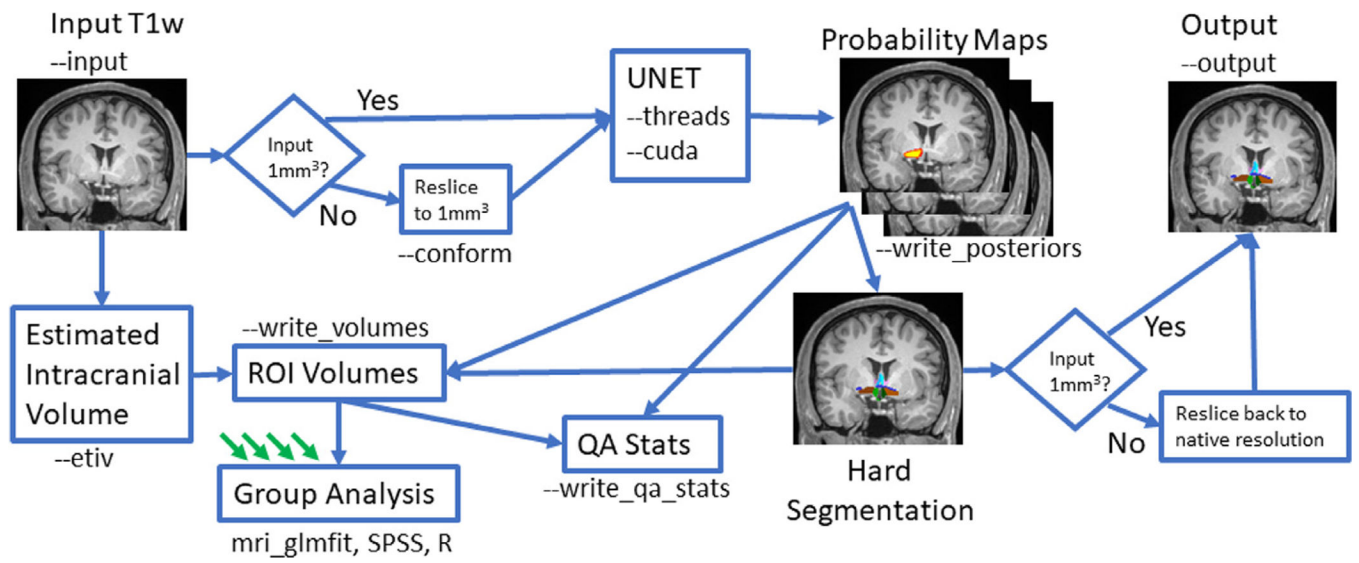 Input T1w
--input
Input
1mm³?
Yes
No
Reslice
to 1mm³
--conform
UNET
--threads
--cuda
Probability Maps
--write_posteriors
Output
--output
Estimated
Intracranial
Volume
--etiv
--write_volumes
ROI Volumes
QA Stats
--write_qa_stats
Group Analysis
mri_glmfit, SPSS, R
Hard
Segmentation
Input
1mm³?
Yes
No
Reslice back to
native resolution